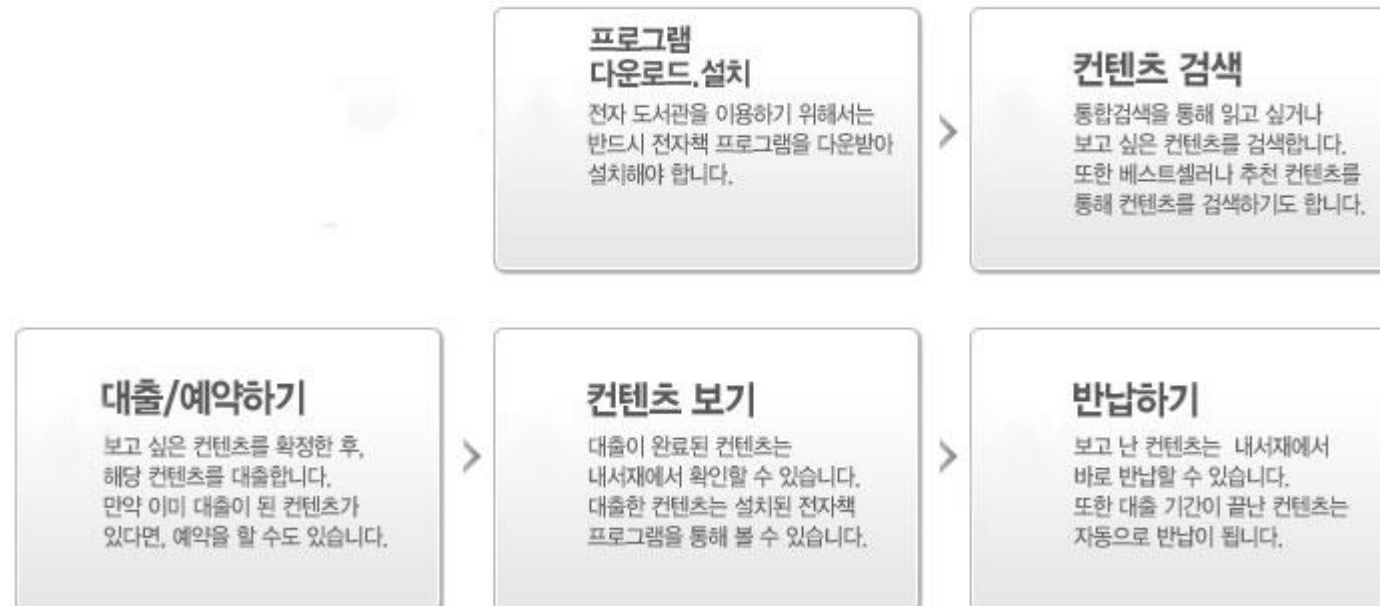 프로그램
다운로드.설치
전자 도서관을 이용하기 위해서는
반드시 전자책 프로그램을 다운받아
설치해야 합니다.
컨텐츠 검색
통합검색을 통해 읽고 싶거나
보고 싶은 컨텐츠를 검색합니다.
또한 베스트셀러나 추천 컨텐츠를
통해 컨텐츠를 검색하기도 합니다.
대출/예약하기
보고 싶은 컨텐츠를 확정한 후,
해당 컨텐츠를 대출합니다.
만약 이미 대출이 된 컨텐츠가
있다면, 예약을 할 수도 있습니다.
컨텐츠 보기
대출이 완료된 컨텐츠는
내서재에서 확인할 수 있습니다.
대출한 컨텐츠는 설치된 전자책
프로그램을 통해 볼 수 있습니다.
반납하기
보고 난 컨텐츠는 내서재에서
바로 반납할 수 있습니다.
또한 대출 기간이 끝난 컨텐츠는
자동으로 반납이 됩니다.